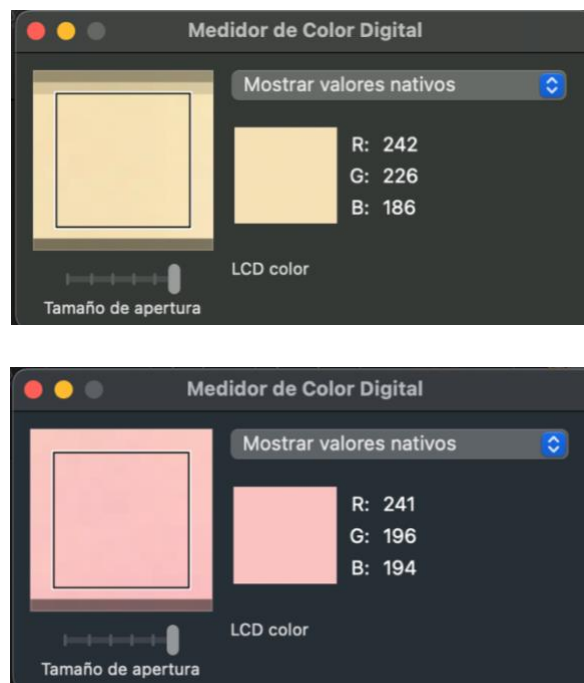 Medidor de Color Digital
Mostrar valores nativos
R: 242
G: 226
B: 186
LCD color
Tamaño de apertura
Medidor de Color Digital
Mostrar valores nativos
R: 241
G: 196
B: 194
LCD color
Tamaño de apertura